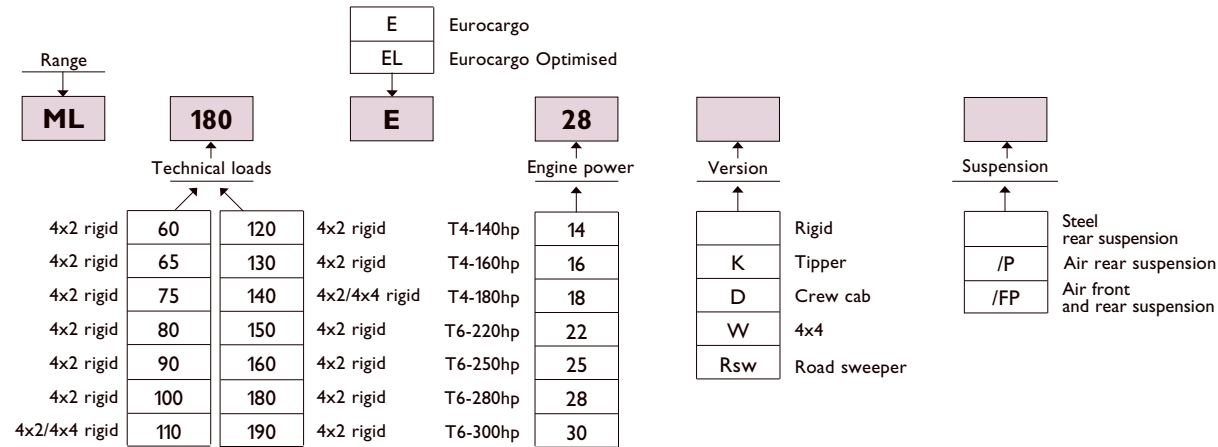 E Eurocargo
EL Eurocargo Optimised
Range
ML 180 E 28
Technical loads Engine power Version Suspension
4x2 rigid 60 120 4x2 rigid T4-140hp 14 Rigid Steel
rear suspension
4x2 rigid 65 130 4x2 rigid T4-160hp 16 K Tipper /P Air rear suspension
4x2 rigid 75 140 4x2/4x4 rigid T4-180hp 18 D Crew cab /FP Air front
and rear suspension
4x2 rigid 80 150 4x2 rigid T6-220hp 22 W 4x4
4x2 rigid 90 160 4x2 rigid T6-250hp 25 Rsw Road sweeper
4x2 rigid 100 180 4x2 rigid T6-280hp 28
4x2/4x4 rigid 110 190 4x2 rigid T6-300hp 30